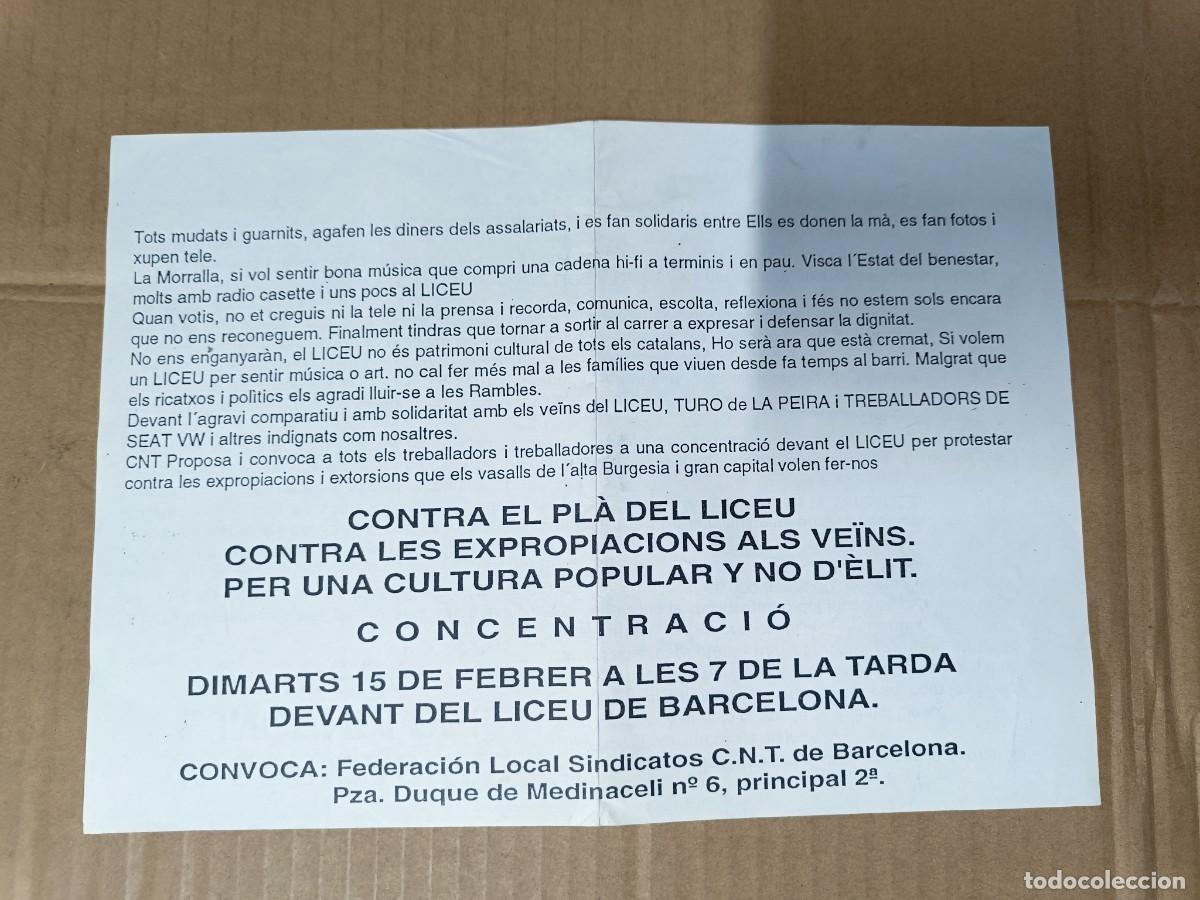 Tots mudats i guarnits, agafen les diners dels assalariats, i es fan solidaris entre Ells es donen la mà, es fan fotos i
xupen tele.
La Morralla, si vol sentir bona música que compri una cadena hi-fi a terminis i en pau. Visca l´Estat del benestar,
molts amb radio casette i uns pocs al LICEU
Quan votis, no et creguis ni la tele ni la prensa i recorda, comunica, escolta, reflexiona i fés no estem sols encara
que no ens reconeguem. Finalment tindras que tornar a sortir al carrer a expresar i defensar la dignitat.
No ens enganyaràn, el LICEU no és patrimoni cultural de tots els catalans, Ho serà ara que està cremat, Si volem
un LICEU per sentir música o art. no cal fer més mal a les famílies que viuen desde fa temps al barri. Malgrat que
els ricatxos i polìtics els agradi lluir-se a les Rambles.
Devant l´agravi comparatiu i amb solidaritat amb els veïns del LICEU, TURO de LA PEIRA i TREBALLADORS DE
SEAT VW i altres indignats com nosaltres.
CNT Proposa i convoca a tots els treballadors i treballadores a una concentració devant el LICEU per protestar
contra les expropiacions i extorsions que els vasalls de l´alta Burgesia i gran capital volen fer-nos
CONTRA EL PLÀ DEL LICEU
CONTRA LES EXPROPIACIONS ALS VEÏNS.
PER UNA CULTURA POPULAR Y NO D'ÈLIT.
C O N C E N T R A C I Ó
DIMARTS 15 DE FEBRER A LES 7 DE LA TARDA
DEVANT DEL LICEU DE BARCELONA.
CONVOCA: Federación Local Sindicatos C.N.T. de Barcelona.
Pza. Duque de Medinaceli nº 6, principal 2ª.
todocoleccion